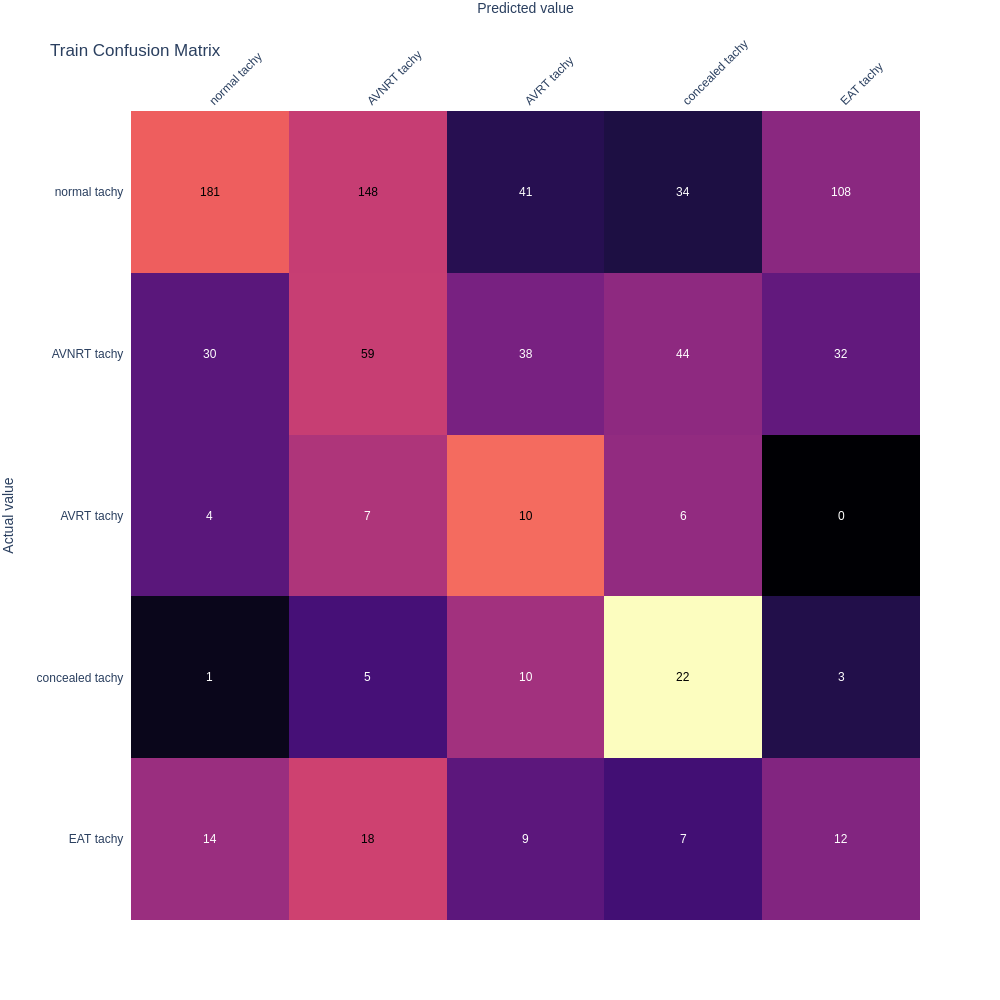 Predicted value
Train Confusion Matrix
normal tachy
AVNRT tachy
AVRT tachy
concealed tachy
EAT tachy
normal tachy 181 148 41 34 108
AVNRT tachy 30 59 38 44 32
Actual value
AVRT tachy 4 7 10 6 0
concealed tachy 1 5 10 22 3
EAT tachy 14 18 9 7 12